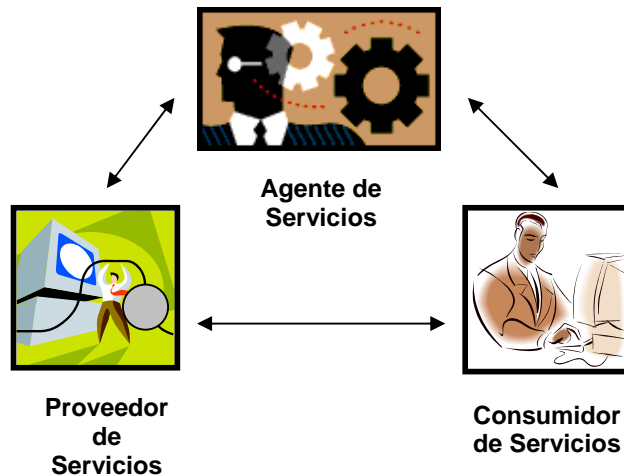 Agente de
Servicios
Proveedor
de
Servicios
Consumidor
de Servicios